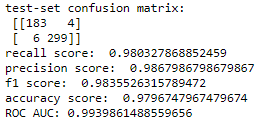 test-set confusion matrix:
[[183   4]
[  6 299]]
recall score:  0.980327868852459
precision score:  0.9867986798679867
f1 score:  0.9835526315789472
accuracy score:  0.9796747967479674
ROC AUC: 0.9939861488559656